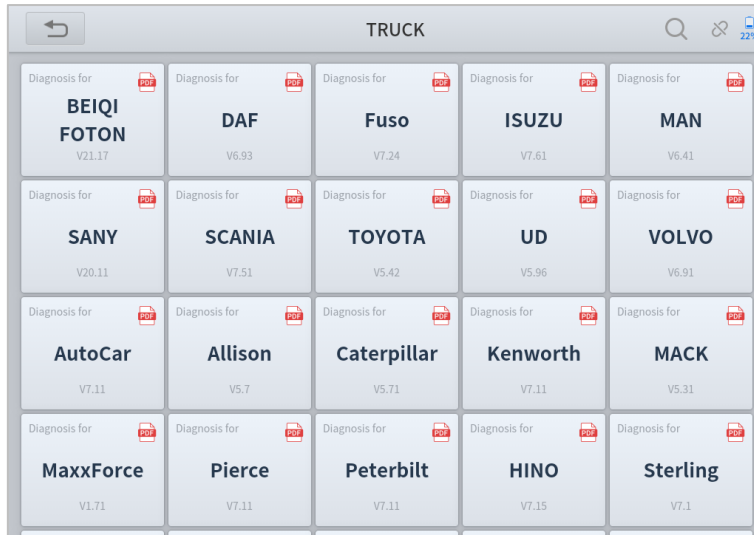 TRUCK
22%
Diagnosis for
PDF
BEIQI
FOTON
V21.17
Diagnosis for
PDF
DAF
V6.93
Diagnosis for
PDF
Fuso
V7.24
Diagnosis for
PDF
ISUZU
V7.61
Diagnosis for
PDF
MAN
V6.41
Diagnosis for
PDF
SANY
V20.11
Diagnosis for
PDF
SCANIA
V7.51
Diagnosis for
PDF
TOYOTA
V5.42
Diagnosis for
PDF
UD
V5.96
Diagnosis for
PDF
VOLVO
V6.91
Diagnosis for
PDF
AutoCar
V7.11
Diagnosis for
PDF
Allison
V5.7
Diagnosis for
PDF
Caterpillar
V5.71
Diagnosis for
PDF
Kenworth
V7.11
Diagnosis for
PDF
MACK
V5.31
Diagnosis for
PDF
MaxxForce
V1.71
Diagnosis for
PDF
Pierce
V7.11
Diagnosis for
PDF
Peterbilt
V7.11
Diagnosis for
PDF
HINO
V7.15
Diagnosis for
PDF
Sterling
V7.1